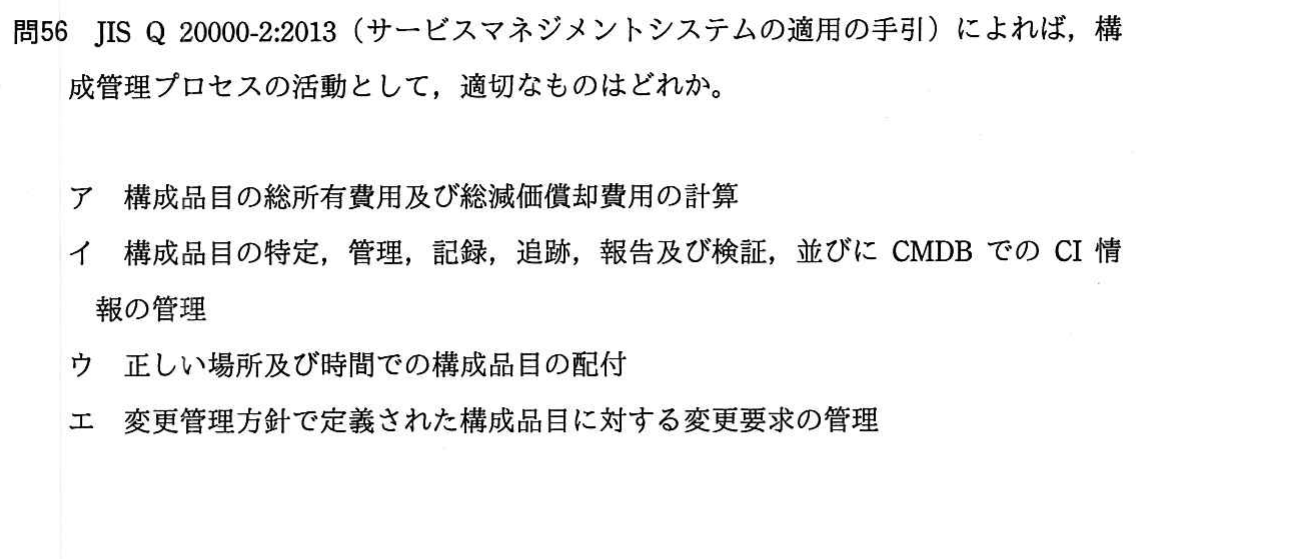 問56 JIS Q 20000-2:2013（サービスマネジメントシステムの適用の手引）によれば，構
成管理プロセスの活動として，適切なものはどれか。
ア 構成品目の総所有費用及び総減価償却費用の計算
イ 構成品目の特定，管理，記録，追跡，報告及び検証，並びに CMDB での CI 情
報の管理
ウ 正しい場所及び時間での構成品目の配付
エ 変更管理方針で定義された構成品目に対する変更要求の管理